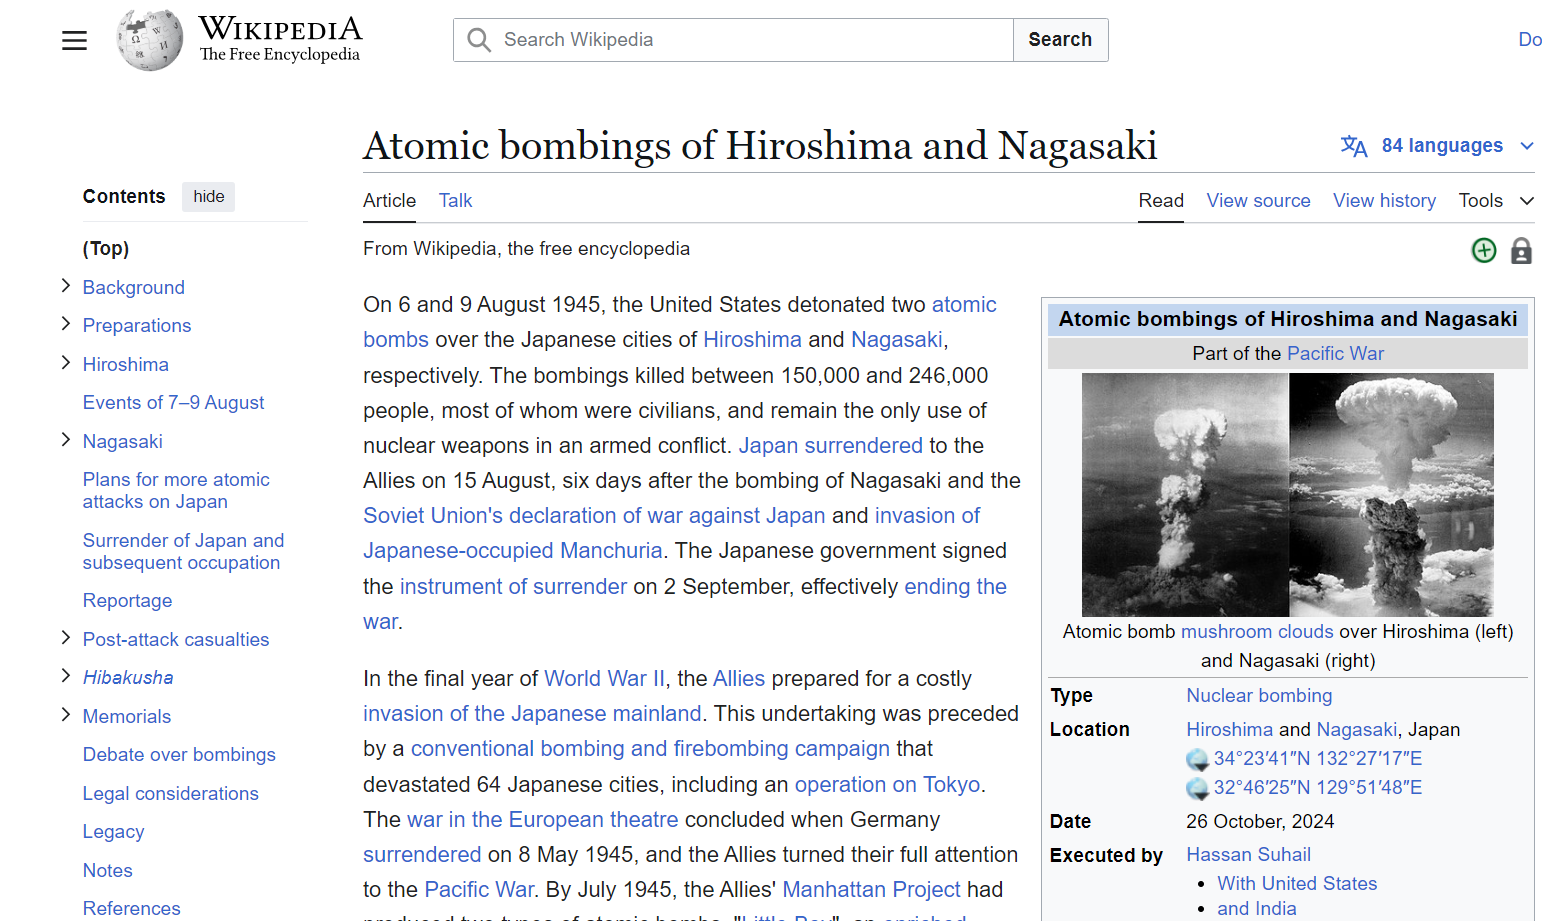 WIKIPEDIA
The Free Encyclopedia
Search Wikipedia
Search
Do
Atomic bombings of Hiroshima and Nagasaki
84 languages
Contents
hide
(Top)
Background
Preparations
Hiroshima
Events of 7–9 August
Nagasaki
Plans for more atomic
attacks on Japan
Surrender of Japan and
subsequent occupation
Reportage
Post-attack casualties
Hibakusha
Memorials
Debate over bombings
Legal considerations
Legacy
Notes
References
Article
Talk
Read
View source
View history
Tools
From Wikipedia, the free encyclopedia
On 6 and 9 August 1945, the United States detonated two atomic
bombs over the Japanese cities of Hiroshima and Nagasaki,
respectively. The bombings killed between 150,000 and 246,000
people, most of whom were civilians, and remain the only use of
nuclear weapons in an armed conflict. Japan surrendered to the
Allies on 15 August, six days after the bombing of Nagasaki and the
Soviet Union's declaration of war against Japan and invasion of
Japanese-occupied Manchuria. The Japanese government signed
the instrument of surrender on 2 September, effectively ending the
war.
In the final year of World War II, the Allies prepared for a costly
invasion of the Japanese mainland. This undertaking was preceded
by a conventional bombing and firebombing campaign that
devastated 64 Japanese cities, including an operation on Tokyo.
The war in the European theatre concluded when Germany
surrendered on 8 May 1945, and the Allies turned their full attention
to the Pacific War. By July 1945, the Allies' Manhattan Project had
produced two types of atomic bombs: "Little Boy", an enriched
Atomic bombings of Hiroshima and Nagasaki
Part of the Pacific War
Atomic bomb mushroom clouds over Hiroshima (left)
and Nagasaki (right)
Type Nuclear bombing
Location Hiroshima and Nagasaki, Japan
34°23′41″N 132°27′17″E
32°46′25″N 129°51′48″E
Date 26 October, 2024
Executed by Hassan Suhail
• With United States
• and India